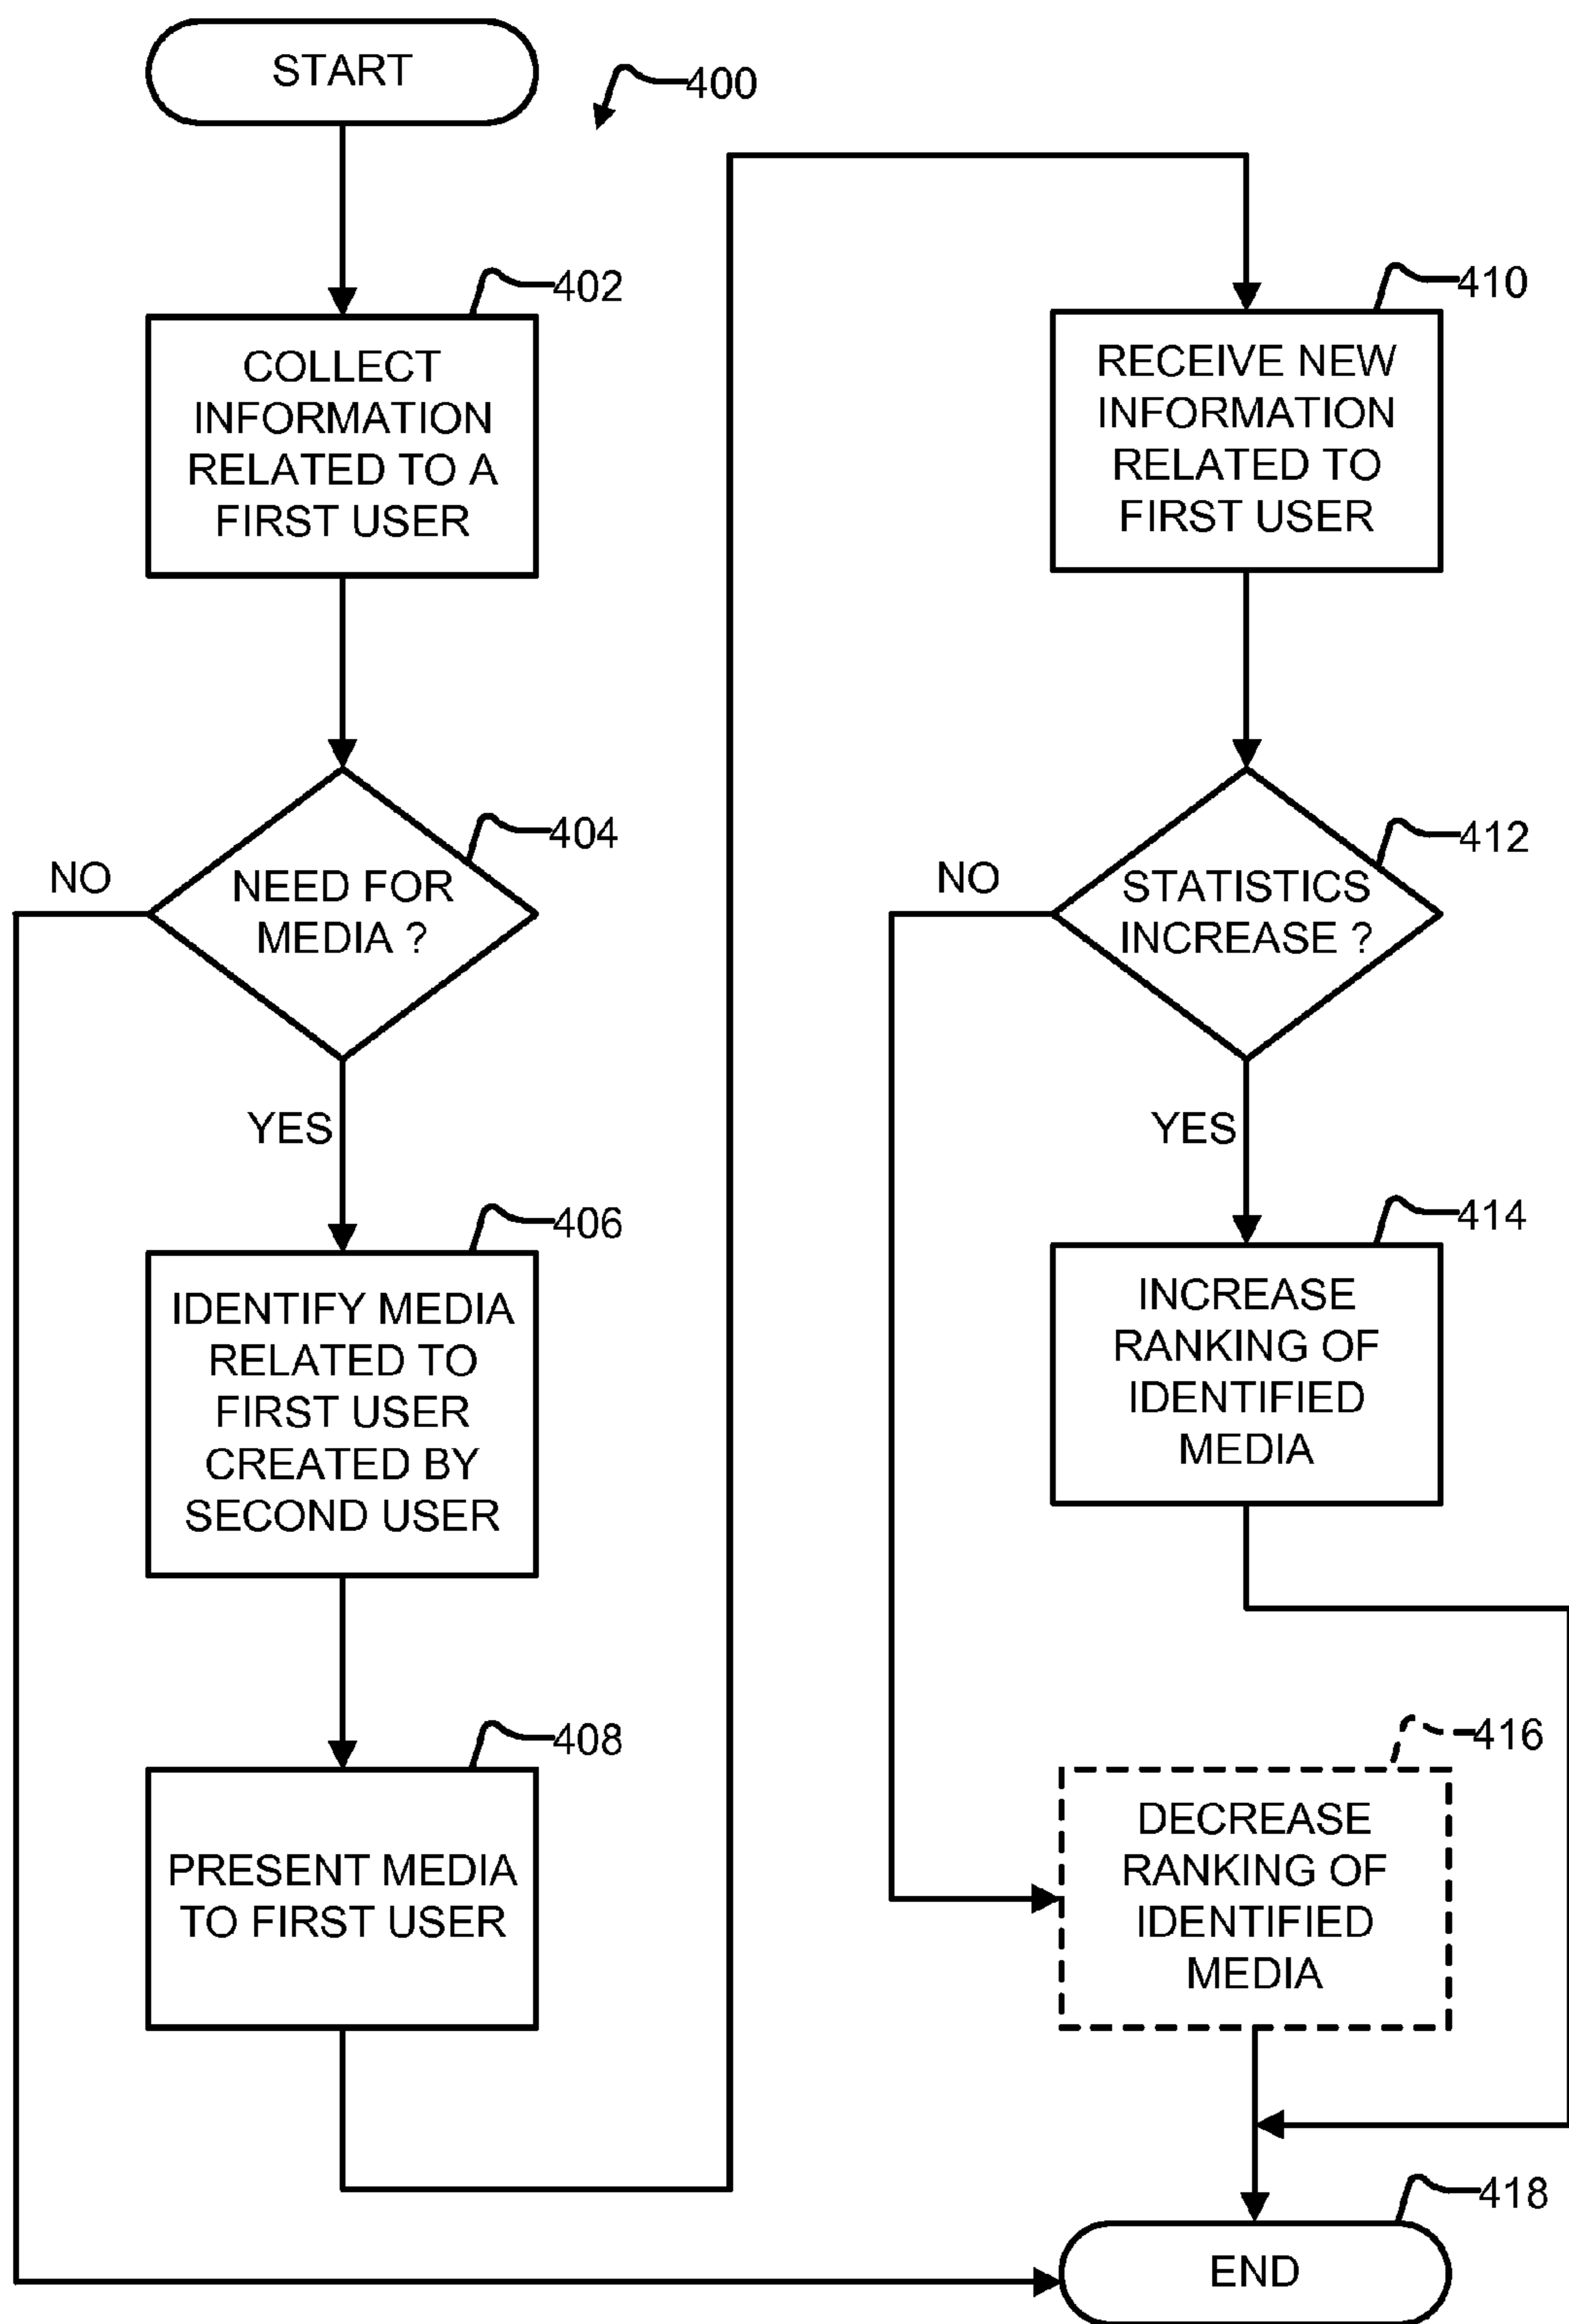 START
400
402
COLLECT
INFORMATION
RELATED TO A
FIRST USER
404
NO
NEED FOR
MEDIA ?
YES
406
IDENTIFY MEDIA
RELATED TO
FIRST USER
CREATED BY
SECOND USER
408
PRESENT MEDIA
TO FIRST USER
410
RECEIVE NEW
INFORMATION
RELATED TO
FIRST USER
412
NO
STATISTICS
INCREASE ?
YES
414
INCREASE
RANKING OF
IDENTIFIED
MEDIA
416
DECREASE
RANKING OF
IDENTIFIED
MEDIA
418
END